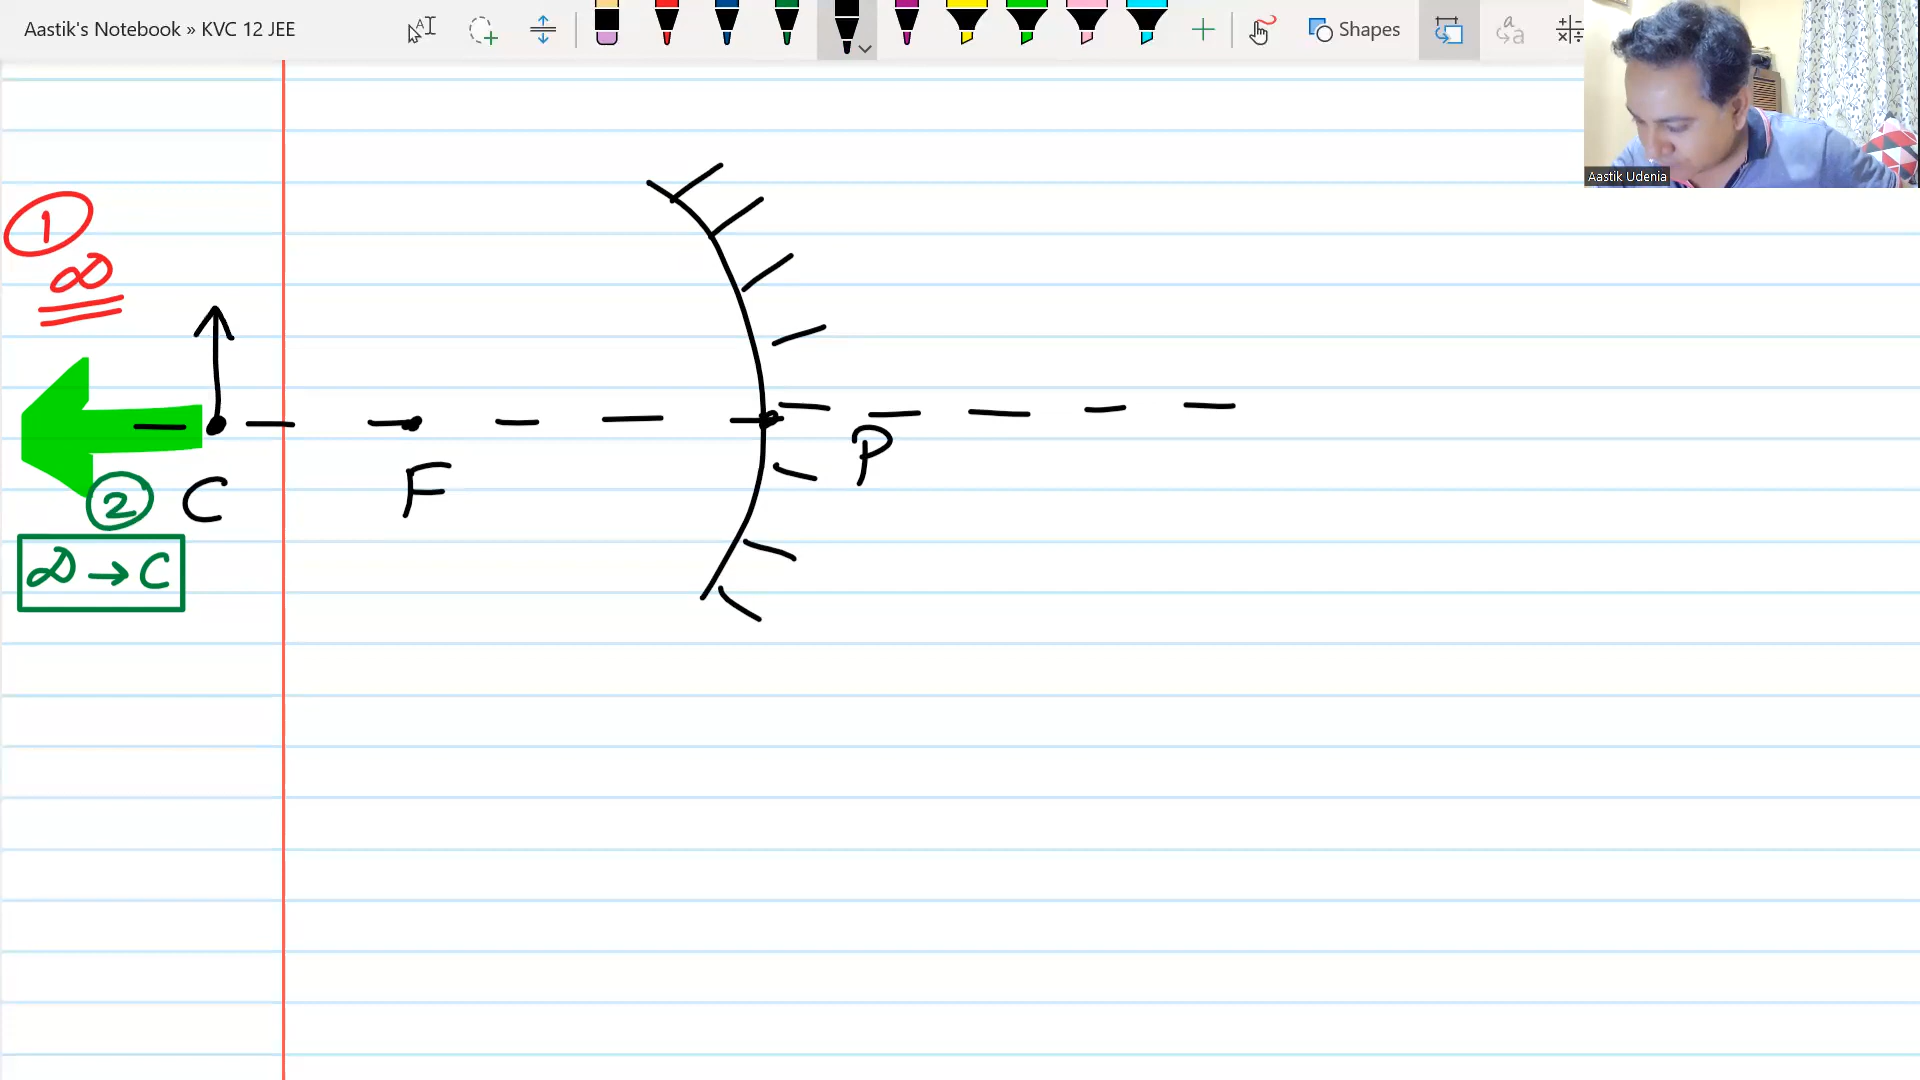 Aastik's Notebook » KVC 12 JEE
Shapes
Aastik Udenia
1
∞
P
F
2 C
∞ → C